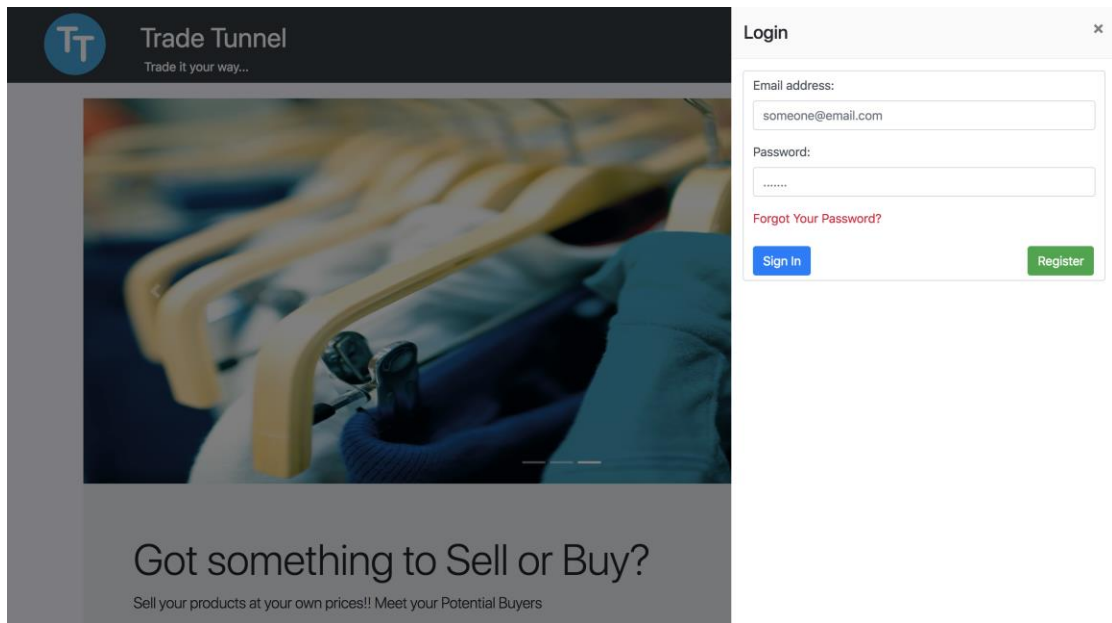 TT
Trade Tunnel
Trade it your way...
Login
×
Email address:
someone@email.com
Password:
.......
Forgot Your Password?
Sign In
Register
Got something to Sell or Buy?
Sell your products at your own prices!! Meet your Potential Buyers